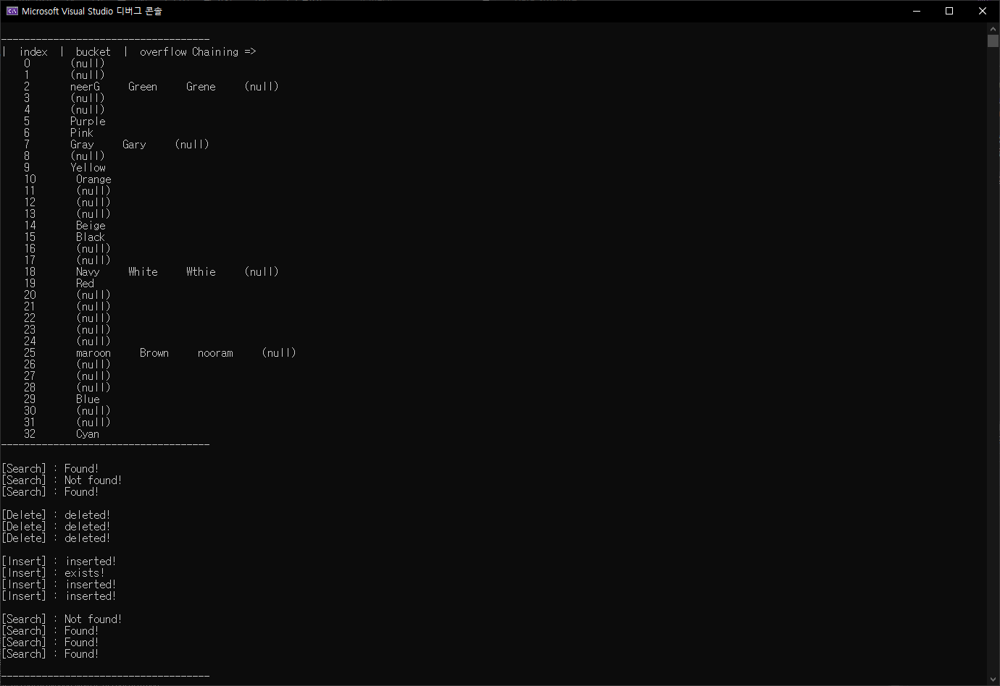 Microsoft Visual Studio 디버그 콘솔
------------------------------------
|  index  |  bucket  |  overflow Chaining =>
    0       (null)
    1       (null)
    2       neerG     Green     Grene     (null)
    3       (null)
    4       (null)
    5       Purple
    6       Pink
    7       Gray     Gary     (null)
    8       (null)
    9       Yellow
    10       Orange
    11       (null)
    12       (null)
    13       (null)
    14       Beige
    15       Black
    16       (null)
    17       (null)
    18       Navy     White     Wthie     (null)
    19       Red
    20       (null)
    21       (null)
    22       (null)
    23       (null)
    24       (null)
    25       maroon     Brown     nooram     (null)
    26       (null)
    27       (null)
    28       (null)
    29       Blue
    30       (null)
    31       (null)
    32       Cyan
------------------------------------
[Search] : Found!
[Search] : Not found!
[Search] : Found!
[Delete] : deleted!
[Delete] : deleted!
[Delete] : deleted!
[Insert] : inserted!
[Insert] : exists!
[Insert] : inserted!
[Insert] : inserted!
[Search] : Not found!
[Search] : Found!
[Search] : Found!
[Search] : Found!
------------------------------------